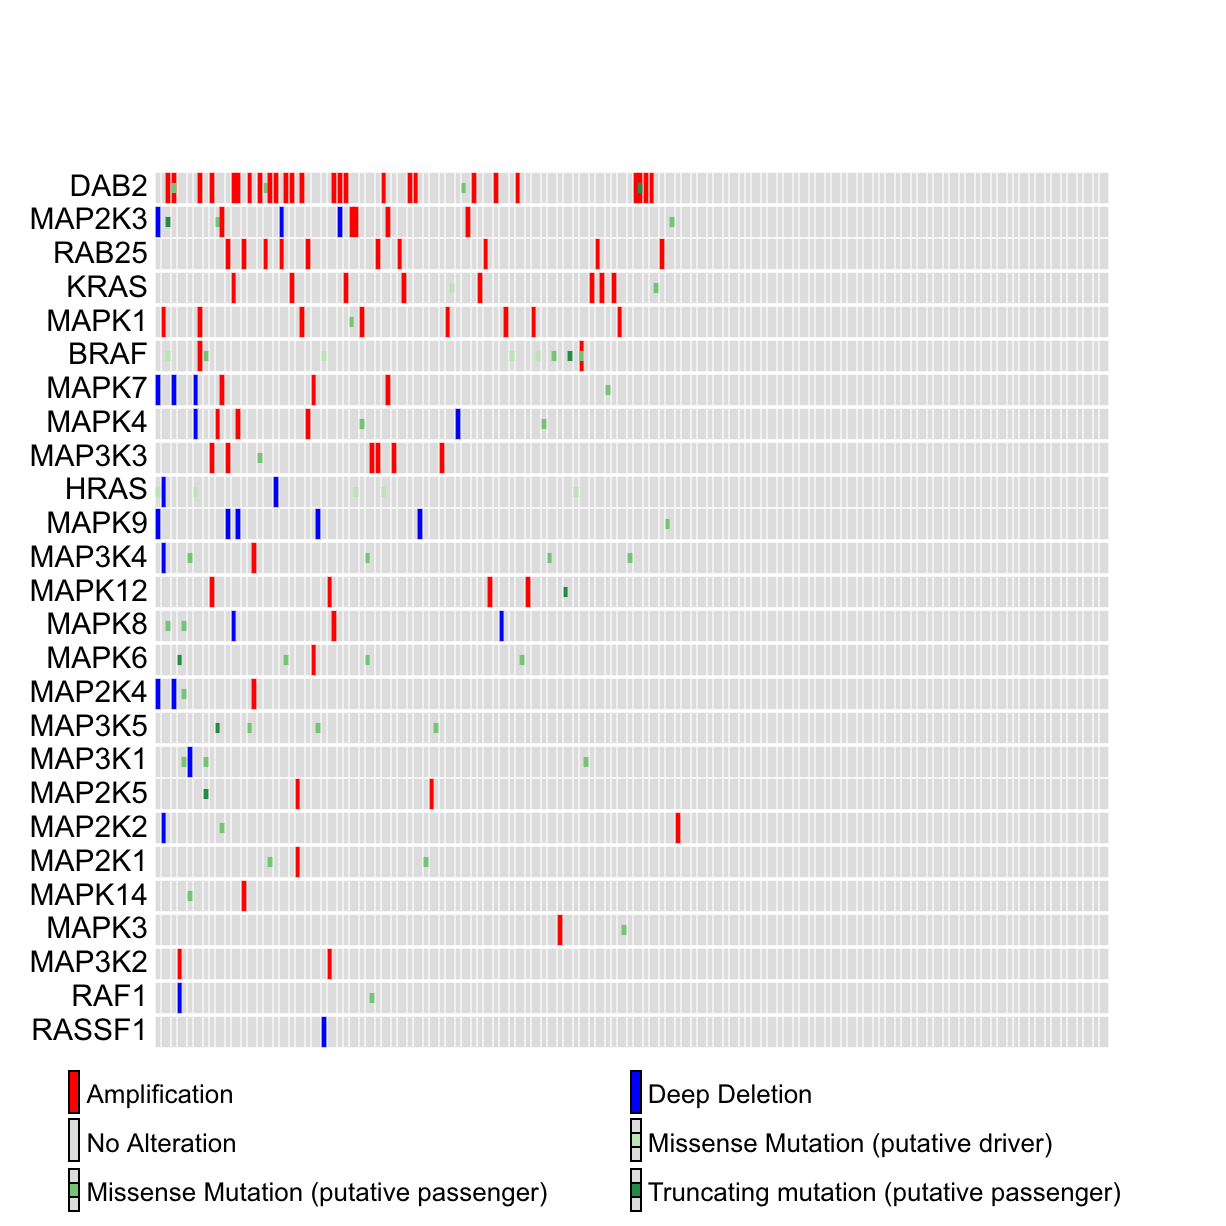 DAB2
MAP2K3
RAB25
KRAS
MAPK1
BRAF
MAPK7
MAPK4
MAP3K3
HRAS
MAPK9
MAP3K4
MAPK12
MAPK8
MAPK6
MAP2K4
MAP3K5
MAP3K1
MAP2K5
MAP2K2
MAP2K1
MAPK14
MAPK3
MAP3K2
RAF1
RASSF1
Amplification
Deep Deletion
No Alteration
Missense Mutation (putative driver)
Missense Mutation (putative passenger)
Truncating mutation (putative passenger)